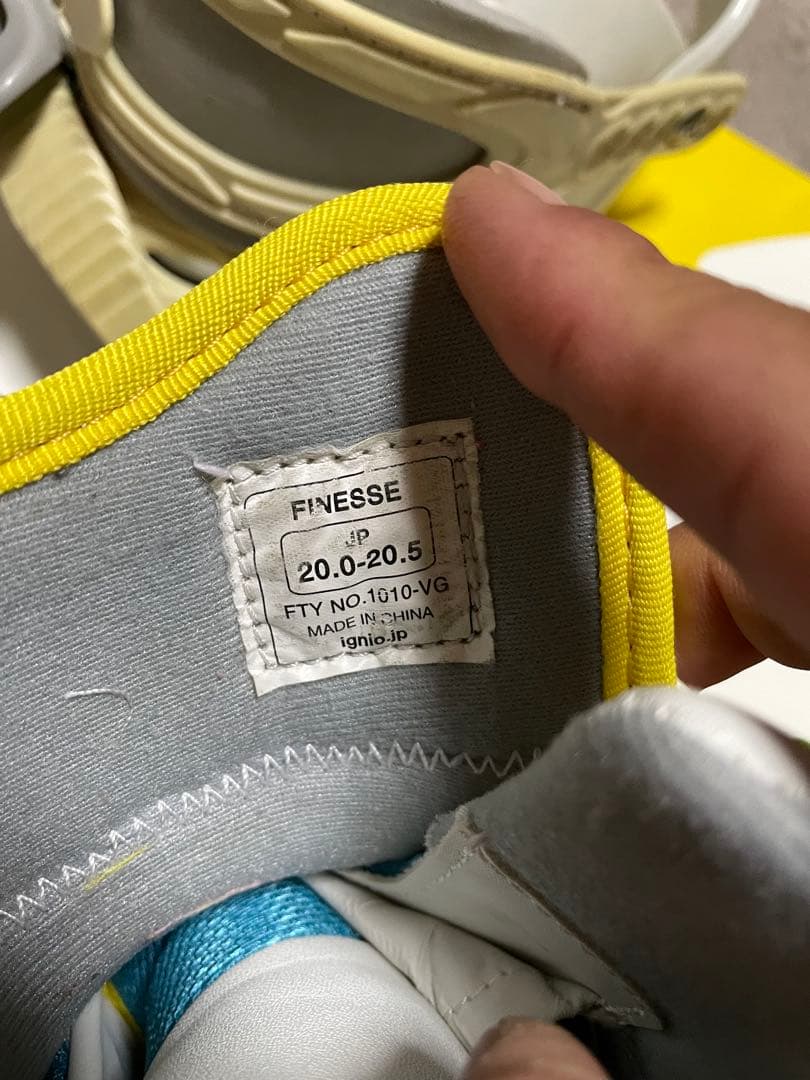 FINESSE
JP
20.0-20.5
FTY NO.1010-VG
MADE IN CHINA
ignio.jp